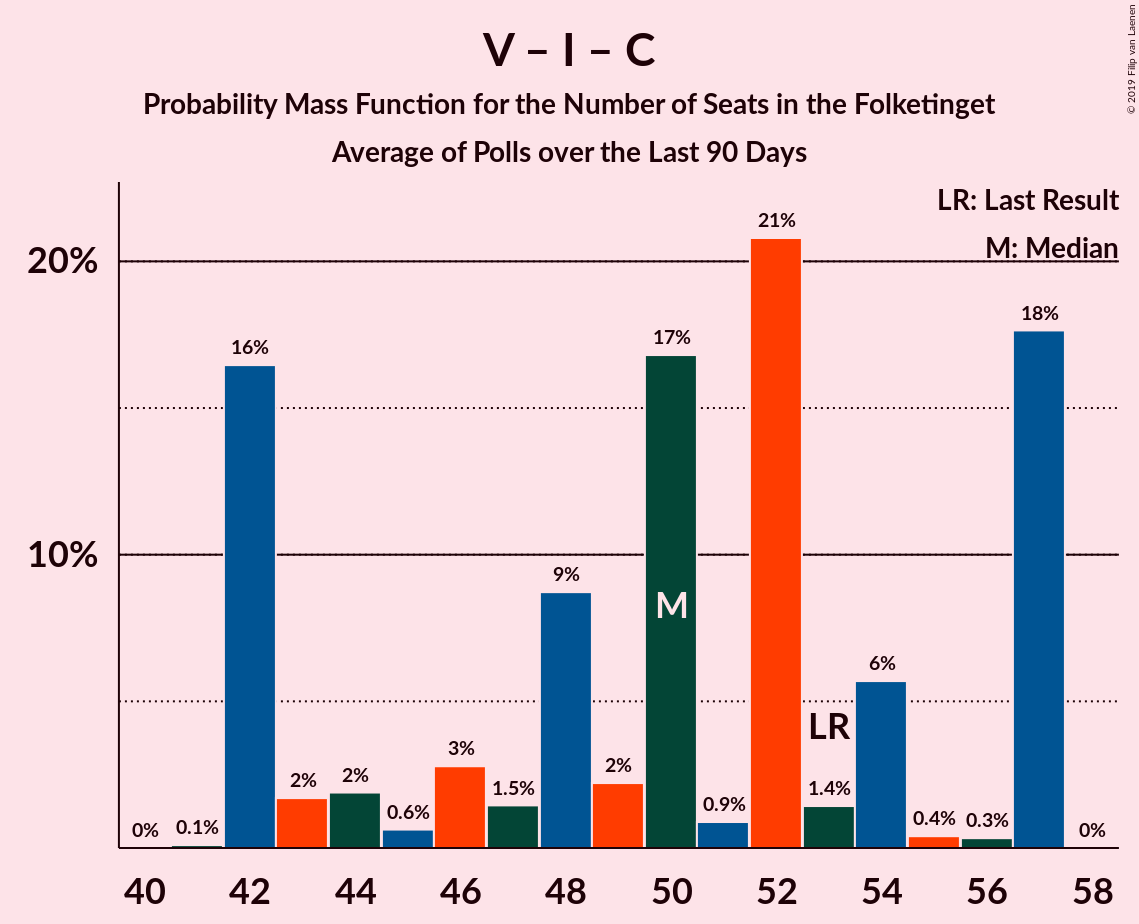 V – I – C
Probability Mass Function for the Number of Seats in the Folketinget
Average of Polls over the Last 90 Days
© 2019 Filip van Laenen
LR: Last Result
M: Median
20%
10%
0%
0.1%
16%
2%
2%
0.6%
3%
1.5%
9%
2%
17%
0.9%
21%
1.4%
6%
0.4%
0.3%
18%
0%
M
LR
40 42 44 46 48 50 52 54 56 58